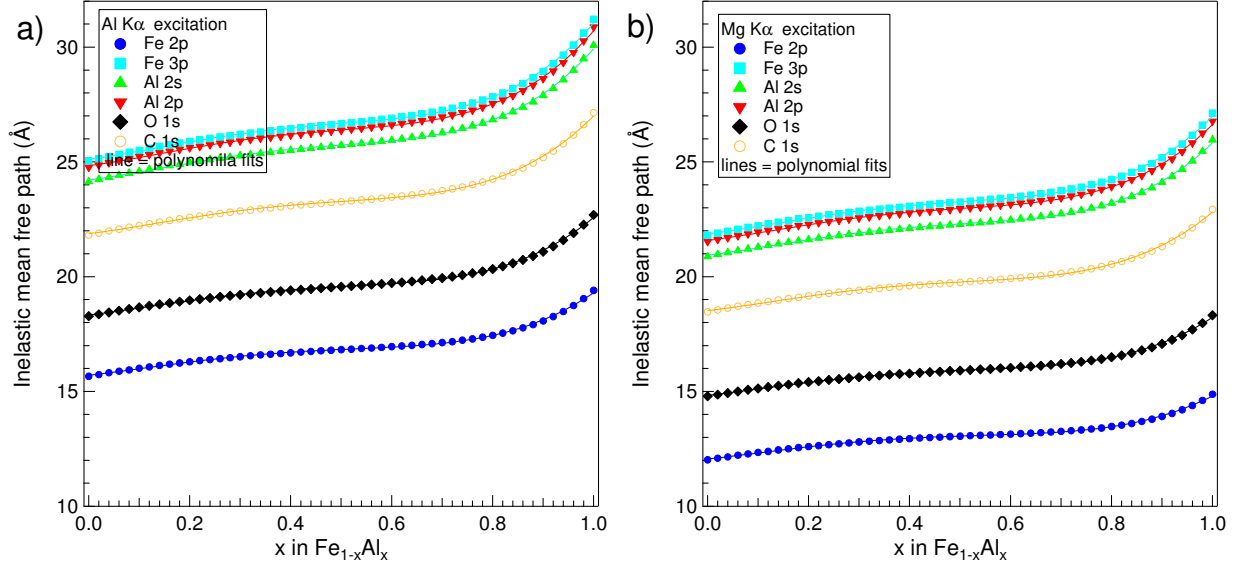 a)
Al Kα excitation
Fe 2p
Fe 3p
Al 2s
Al 2p
O 1s
C 1s
line = polynomila fits
Inelastic mean free path (Å)
30
25
20
15
10
0.0 0.2 0.4 0.6 0.8 1.0
x in Fe1-xAlx
b)
Mg Kα excitation
Fe 2p
Fe 3p
Al 2s
Al 2p
O 1s
C 1s
lines = polynomial fits
Inelastic mean free path (Å)
30
25
20
15
10
0.0 0.2 0.4 0.6 0.8 1.0
x in Fe1-xAlx